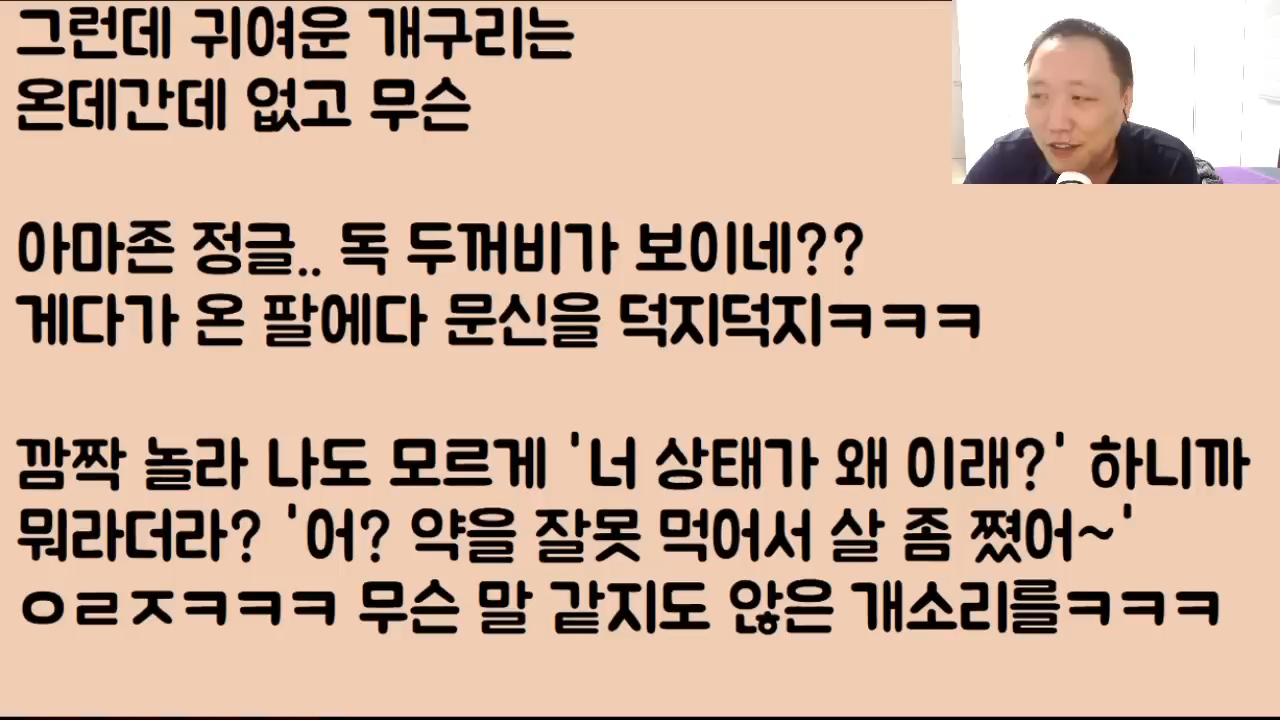 그런데 귀여운 개구리는
온데간데 없고 무슨
아마존 정글.. 독 두꺼비가 보이네??
게다가 온 팔에다 문신을 덕지덕지ㅋㅋㅋ
깜짝 놀라 나도 모르게 '너 상태가 왜 이래?' 하니까
뭐라더라? '어? 약을 잘못 먹어서 살 좀 쪘어~'
ㅇㄹㅈㅋㅋㅋ 무슨 말 같지도 않은 개소리를ㅋㅋㅋ